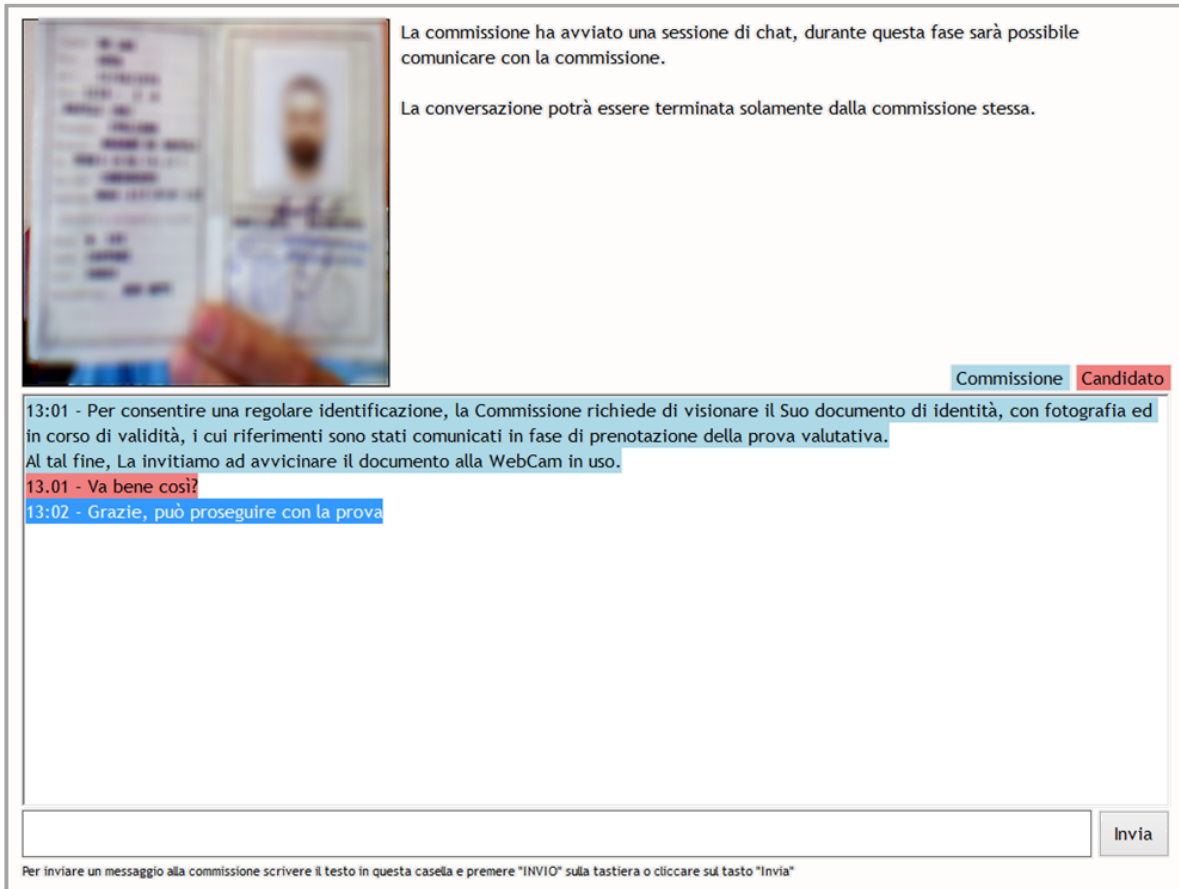 La commissione ha avviato una sessione di chat, durante questa fase sarà possibile
comunicare con la commissione.
La conversazione potrà essere terminata solamente dalla commissione stessa.
Commissione Candidato
13:01 - Per consentire una regolare identificazione, la Commissione richiede di visionare il Suo documento di identità, con fotografia ed
in corso di validità, i cui riferimenti sono stati comunicati in fase di prenotazione della prova valutativa.
Al tal fine, La invitiamo ad avvicinare il documento alla WebCam in uso.
13.01 - Va bene così?
13:02 - Grazie, può proseguire con la prova
Invia
Per inviare un messaggio alla commissione scrivere il testo in questa casella e premere "INVIO" sulla tastiera o cliccare sul tasto "Invia"